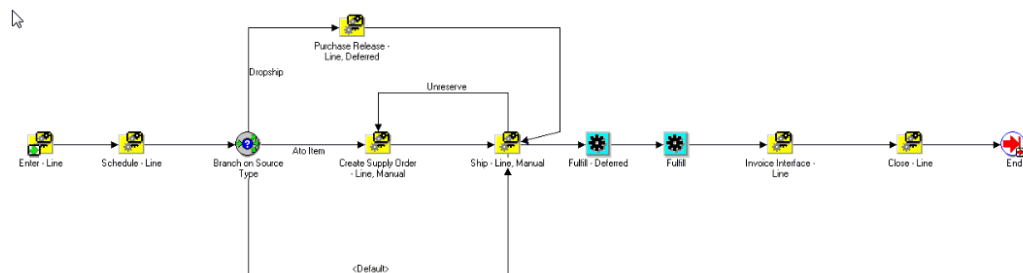 Purchase Release -
Line, Deferred
Dropship
Unreserve
Enter - Line
Schedule - Line
Branch on Source
Type
Ato Item
Create Supply Order
- Line, Manual
Ship - Line, Manual
Fulfill - Deferred
Fulfill
Invoice Interface -
Line
Close - Line
End
<Default>